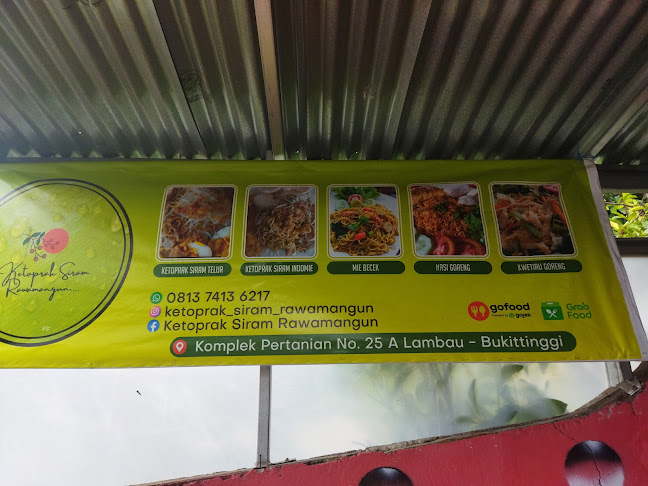 Ketoprak Siram
Rawamangun....
KETOPRAK SIRAM TELUR
KETOPRAK SIRAM INDOMIE
MIE BECEK
NASI GORENG
KWETIAU GORENG
0813 7413 6217
ketoprak_siram_rawamangun
Ketoprak Siram Rawamangun
gofood
gojek
Grab
Food
Komplek Pertanian No. 25 A Lambau - Bukittinggi